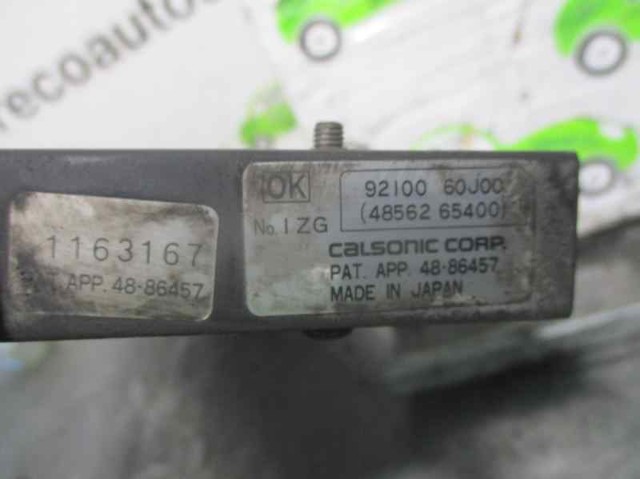 recoauto
1163167
APP. 48-86457
OK
92100 60J00
(48562 65400)
No. 1 ZG
CALSONIC CORP.
PAT. APP. 48-86457
MADE IN JAPAN